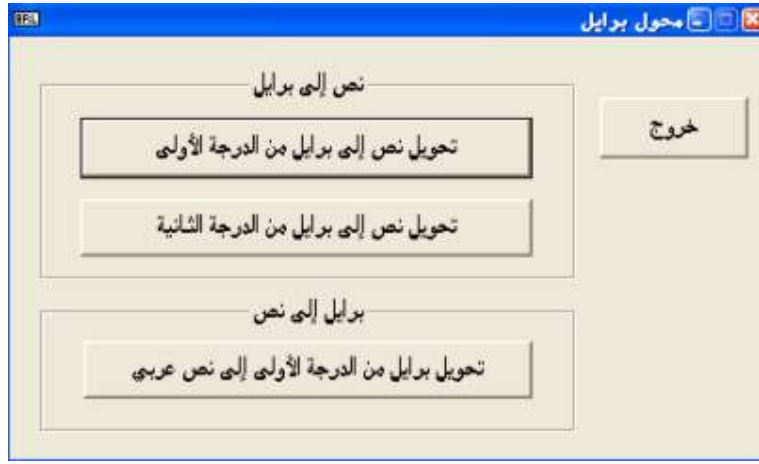 محول برايل
BRL
نص إلى برايل
خروج
تحويل نص إلى برايل من الدرجة الأولى
تحويل نص إلى برايل من الدرجة الثانية
برايل إلى نص
تحويل برايل من الدرجة الأولى إلى نص عربي